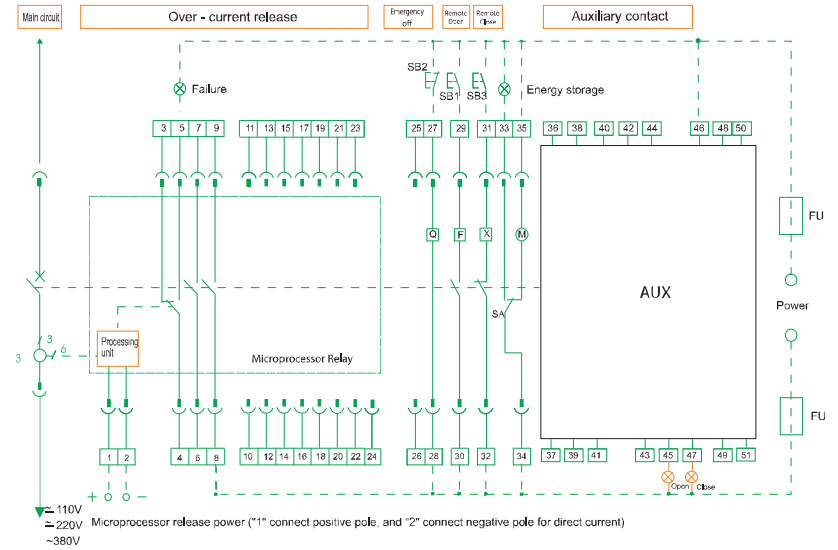 Main circuit
Over - current release
Emergency
off
Remote
Open
Remote
Close
Auxiliary contact
SB2
SB1
SB3
Failure
Energy storage
3 5 7 9 11 13 15 17 19 21 23 25 27 29 31 33 35
36 38 40 42 44 46 48 50
FU
Q F X M
AUX
Power
SA
3
3
6
Processing
unit
Microprocessor Relay
FU
1 2 4 6 8 10 12 14 16 18 20 22 24 26 28 30 32 34
37 39 41 43 45 47 49 51
Open
Close
+ −
≃ 110V
≃ 220V
~380V
Microprocessor release power ("1" connect positive pole, and "2" connect negative pole for direct current)